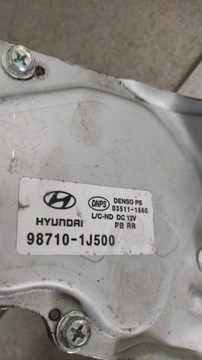 DNPS
DENSO PS
03511-1560
L/C-ND DC 12V
HYUNDAI
PB RR
98710-1J500